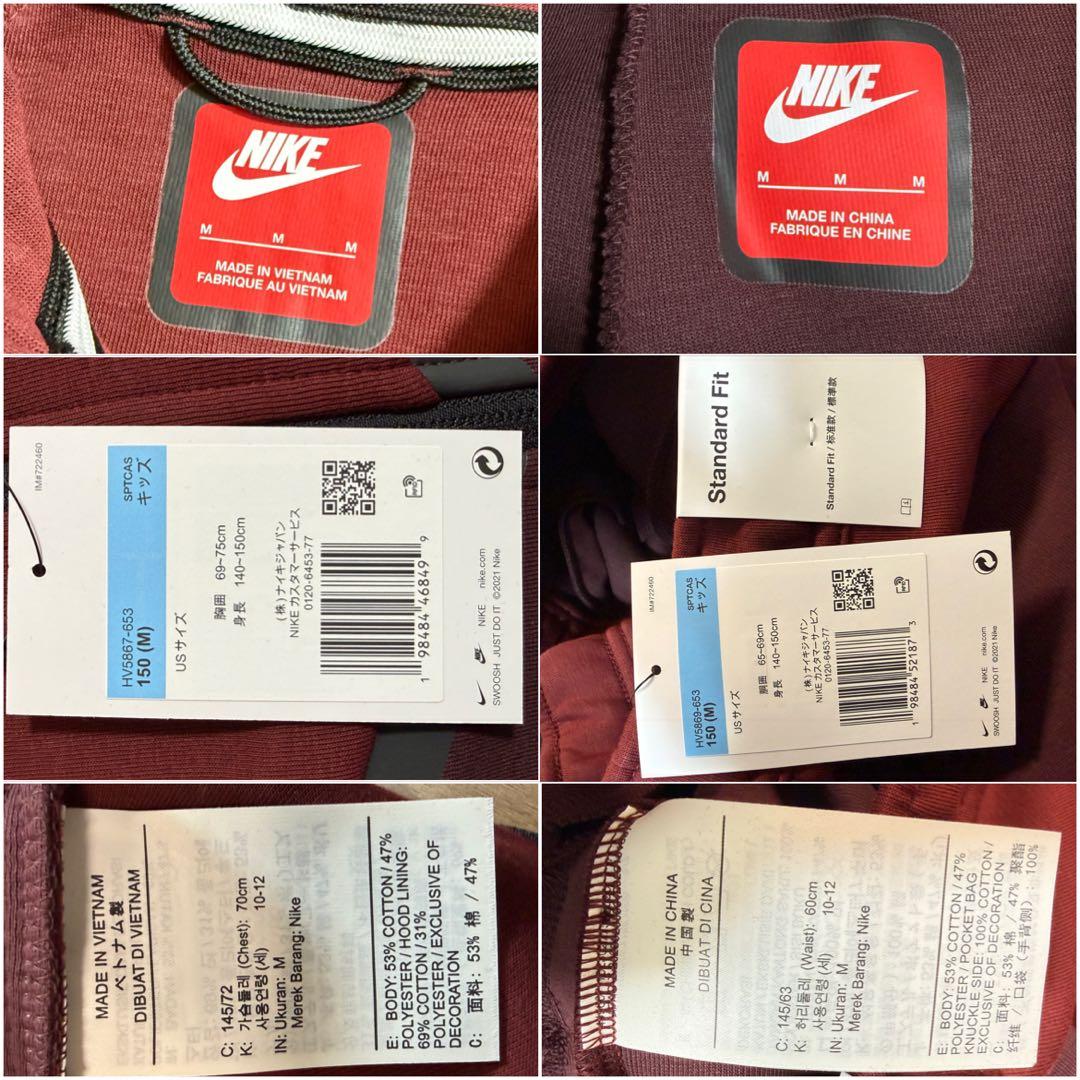 NIKE
M M M
MADE IN VIETNAM
FABRIQUE AU VIETNAM
NIKE
M M M
MADE IN CHINA
FABRIQUE EN CHINE
IM#722460
SPTCAS
キッズ
HV5867-653
150 (M)
USサイズ
胸囲 69~75cm
身長 140~150cm
(株)ナイキジャパン
NIKE カスタマーサービス
0120-6453-77
RFID
1 98484 46849 9
NIKE nike.com
SWOOSH JUST DO IT ©2021 Nike
Standard Fit
Standard Fit / 标准款 / 標準款
IM#722460
SPTCAS
キッズ
HV5869-653
150 (M)
USサイズ
胴囲 65~69cm
身長 140~150cm
(株)ナイキジャパン
NIKE カスタマーサービス
0120-6453-77
RFID
1 98484 52187 3
NIKE nike.com
SWOOSH JUST DO IT ©2021 Nike
MADE IN VIETNAM
ベトナム製
DIBUAT DI VIETNAM
C: 145/72
K: 가슴둘레 (Chest): 70cm
사용연령 (세) 10-12
IN: Ukuran: M
Merek Barang: Nike
E: BODY: 53% COTTON / 47%
POLYESTER / HOOD LINING:
69% COTTON / 31%
POLYESTER / EXCLUSIVE OF
DECORATION
C: 面料: 53% 棉 / 47%
MADE IN CHINA
中国製
DIBUAT DI CINA
C: 145/63
K: 허리둘레 (Waist): 60cm
사용연령 (세) 10-12
IN: Ukuran: M
Merek Barang: Nike
E: BODY: 53% COTTON / 47%
POLYESTER / POCKET BAG
KNUCKLE SIDE: 100% COTTON /
EXCLUSIVE OF DECORATION
C: 面料: 53% 棉 / 47% 聚酯
纤维 / 口袋 (手背侧) : 100%